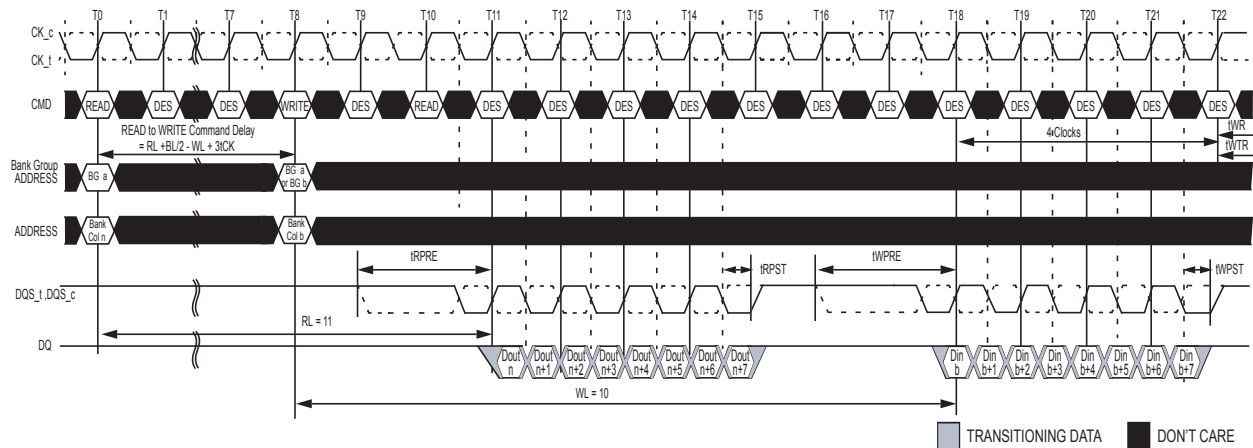 T0 T1 T7 T8 T9 T10 T11 T12 T13 T14 T15 T16 T17 T18 T19 T20 T21 T22
CK_c
CK_t
CMD READ DES DES WRITE DES READ DES DES DES DES DES DES DES DES DES DES DES DES
READ to WRITE Command Delay
= RL +BL/2 - WL + 3tCK
4 Clocks
tWR
tWTR
Bank Group
ADDRESS
BG a
BG a
or BG b
ADDRESS
Bank
Col n
Bank
Col b
tRPRE tRPST tWPRE tWPST
DQS_t ,DQS_c
RL = 11
DQ
Dout
n
Dout
n+1
Dout
n+2
Dout
n+3
Dout
n+4
Dout
n+5
Dout
n+6
Dout
n+7
Din
b
Din
b+1
Din
b+2
Din
b+3
Din
b+4
Din
b+5
Din
b+6
Din
b+7
WL = 10
TRANSITIONING DATA DON'T CARE